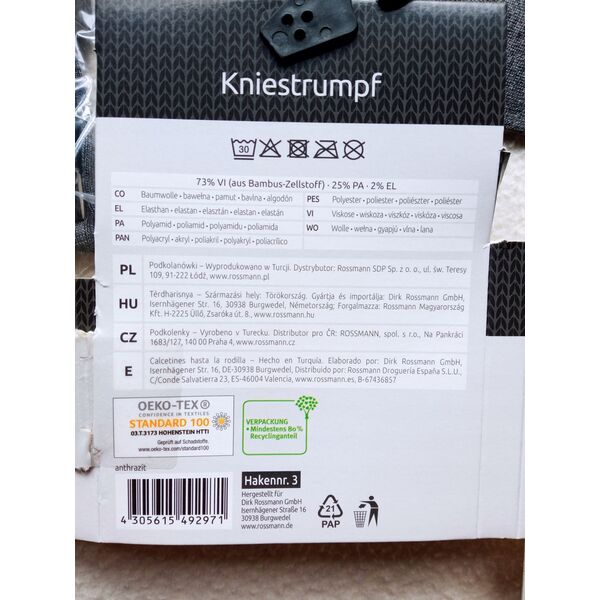 Kniestrumpf
30
73% VI (aus Bambus-Zellstoff) · 25% PA · 2% EL
CO Baumwolle • bawełna • pamut • bavlna • algodón
PES Polyester • poliester • poliészter • poliéster
EL Elasthan • elastan • elasztán • elastan • elastán
VI Viskose • wiskoza • viszkóz • viskóza • viscosa
PA Polyamid • poliamid • polyamidu • poliamida
WO Wolle • wełna • gyapjú • vlna • lana
PAN Polyacryl • akryl • poliakril • polyakryl • poliacrílico
PL Podkolanówki – Wyprodukowano w Turcji. Dystrybutor: Rossmann SDP Sp. z o. o., ul. św. Teresy
109, 91-222 Łódź, www.rossmann.pl
HU Térdharisnya – Származási hely: Törökország. Gyártja és importálja: Dirk Rossmann GmbH,
Isernhägener Str. 16, 30938 Burgwedel, Németország; Forgalmazza: Rossmann Magyarország
Kft. H-2225 Üllő, Zsaróka út 8., www.rossmann.hu
CZ Podkolenky – Vyrobeno v Turecku. Distributor pro ČR: ROSSMANN, spol. s r.o., Na Pankráci
1683/127, 140 00 Praha 4, www.rossmann.cz
E Calcetines hasta la rodilla – Hecho en Turquía. Elaborado por: Dirk Rossmann GmbH,
Isernhägener Str. 16, DE-30938 Burgwedel, Distribuido por: Rossmann Droguería España S.L.U.,
C/Conde Salvatierra 23, ES-46004 Valencia, www.rossmann.es, B-67436857
OEKO-TEX®
CONFIDENCE IN TEXTILES
STANDARD 100
03.T.3173 HOHENSTEIN HTTI
Geprüft auf Schadstoffe.
www.oeko-tex.com/standard100
VERPACKUNG
• Mindestens 80%
Recyclinganteil
anthrazit
4 305615 492971
Hakennr. 3
Hergestellt für
Dirk Rossmann GmbH
Isernhägener Straße 16
30938 Burgwedel
www.rossmann.de
21
PAP